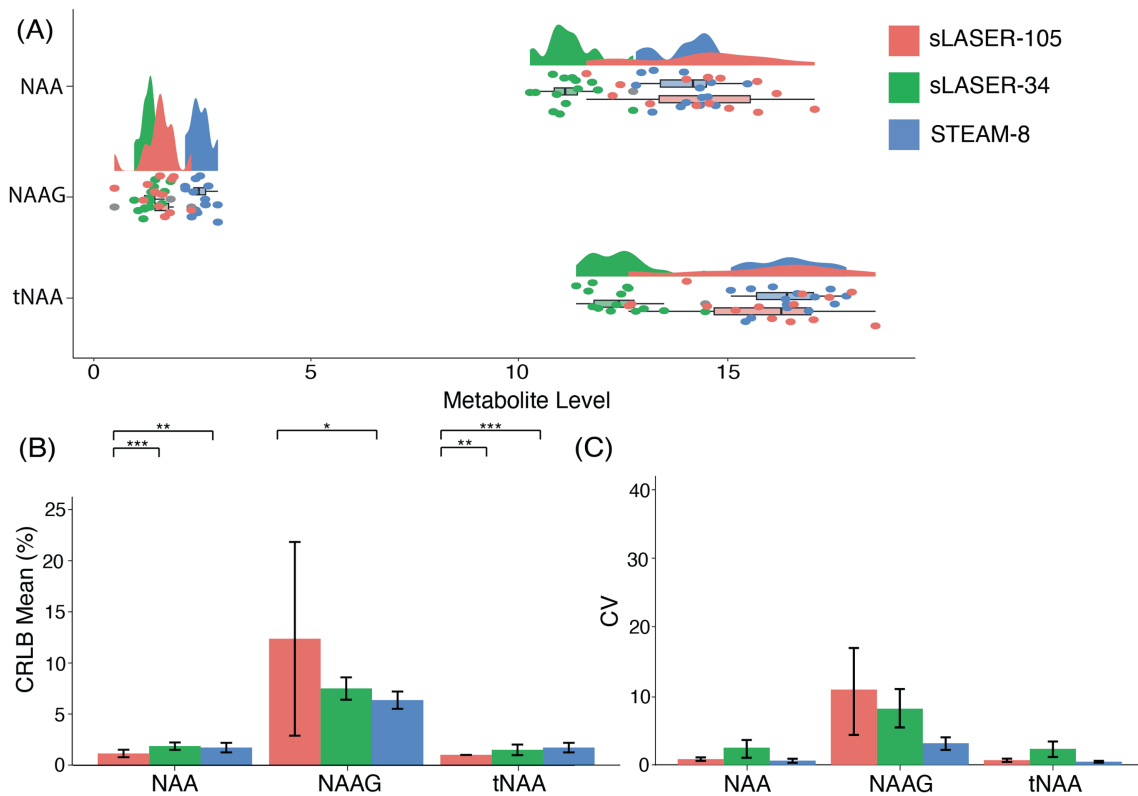 (A)
sLASER-105
sLASER-34
STEAM-8
NAA
NAAG
tNAA
0 5 10 15
Metabolite Level
(B)
** * ***
*** **
CRLB Mean (%)
25
20
15
10
5
0
NAA NAAG tNAA
(C)
CV
40
30
20
10
0
NAA NAAG tNAA